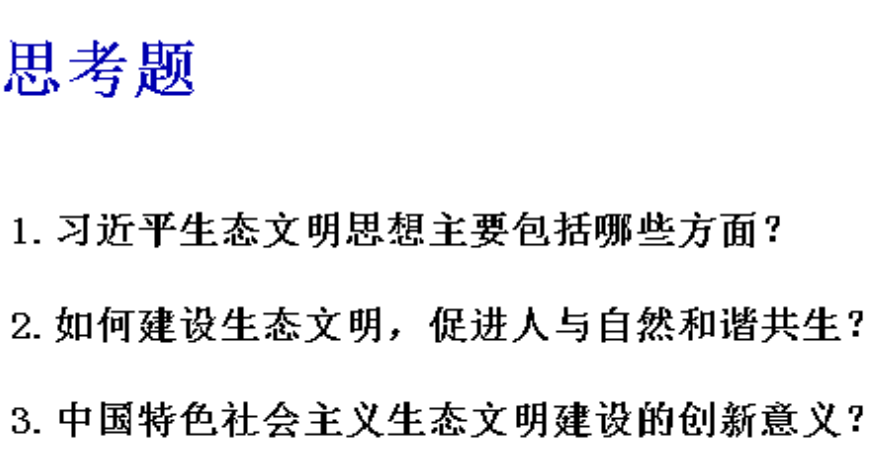 思考题
1. 习近平生态文明思想主要包括哪些方面？
2. 如何建设生态文明，促进人与自然和谐共生？
3. 中国特色社会主义生态文明建设的创新意义？